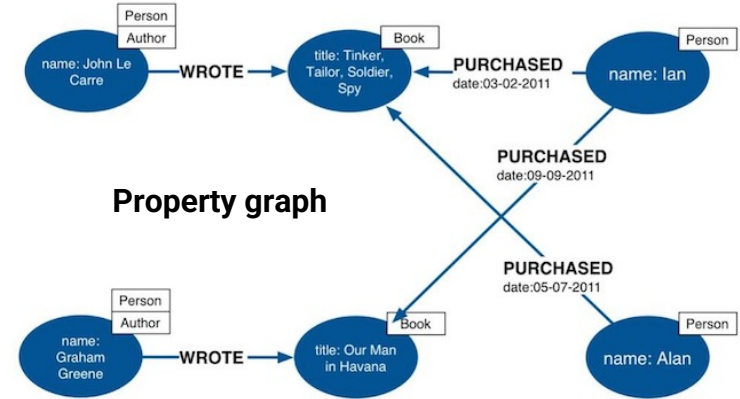 Person
Author
name: John Le
Carre
WROTE
Book
title: Tinker,
Tailor, Soldier,
Spy
PURCHASED
date:03-02-2011
Person
name: Ian
PURCHASED
date:09-09-2011
Property graph
PURCHASED
date:05-07-2011
Person
Author
name:
Graham
Greene
WROTE
Book
title: Our Man
in Havana
Person
name: Alan